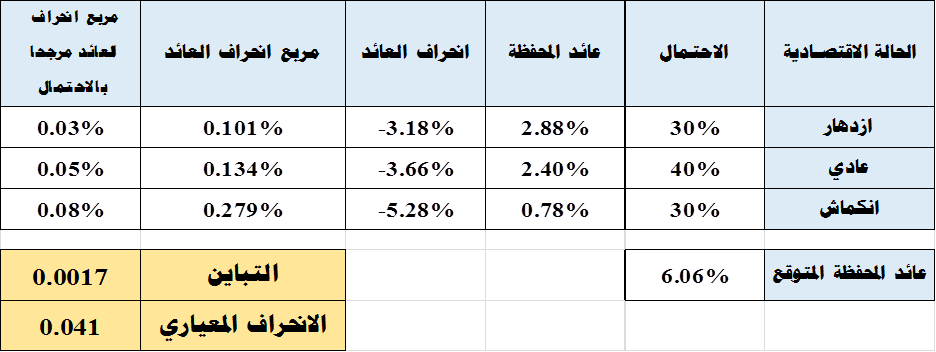 الحالة الاقتصادية الاحتمال عائد المحفظة انحراف العائد مربع انحراف العائد مربع انحراف
العائد مرجحا
بالاحتمال
ازدهار 30% 2.88% -3.18% 0.101% 0.03%
عادي 40% 2.40% -3.66% 0.134% 0.05%
انكماش 30% 0.78% -5.28% 0.279% 0.08%
عائد المحفظة المتوقع 6.06% التباين 0.0017
الانحراف المعياري 0.041